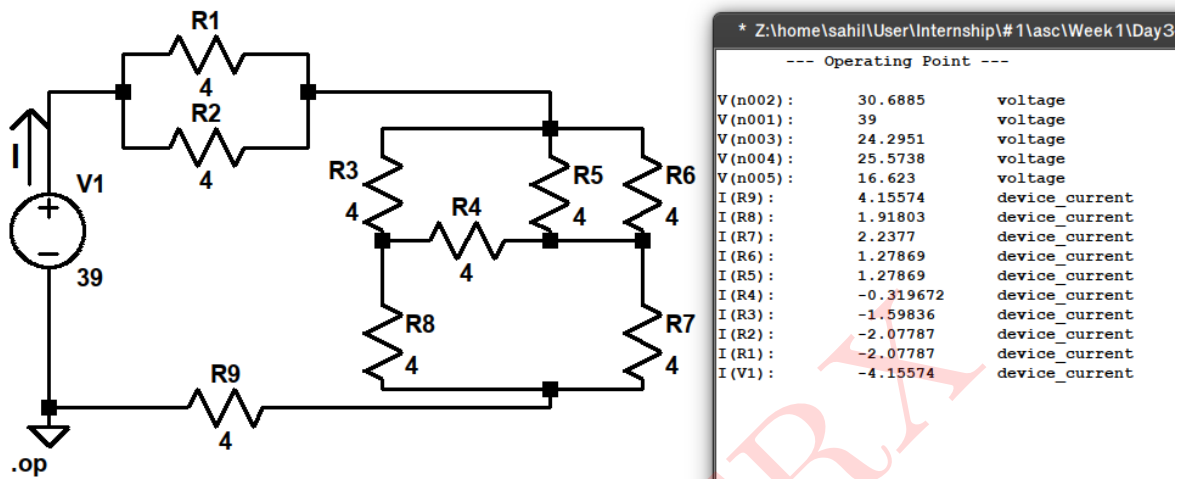 R1
4
R2
4
I
V1
39
R3
4
R4
4
R5
4
R6
4
R8
4
R7
4
R9
4
.op
* Z:\home\sahil\User\Internship\#1\asc\Week1\Day3
--- Operating Point ---
V(n002): 30.6885 voltage
V(n001): 39 voltage
V(n003): 24.2951 voltage
V(n004): 25.5738 voltage
V(n005): 16.623 voltage
I(R9): 4.15574 device_current
I(R8): 1.91803 device_current
I(R7): 2.2377 device_current
I(R6): 1.27869 device_current
I(R5): 1.27869 device_current
I(R4): -0.319672 device_current
I(R3): -1.59836 device_current
I(R2): -2.07787 device_current
I(R1): -2.07787 device_current
I(V1): -4.15574 device_current